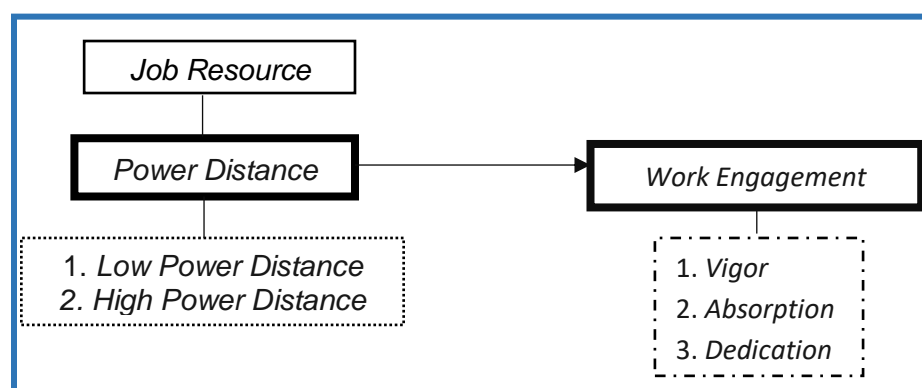 Job Resource
Power Distance
Work Engagement
1. Low Power Distance
2. High Power Distance
1. Vigor
2. Absorption
3. Dedication